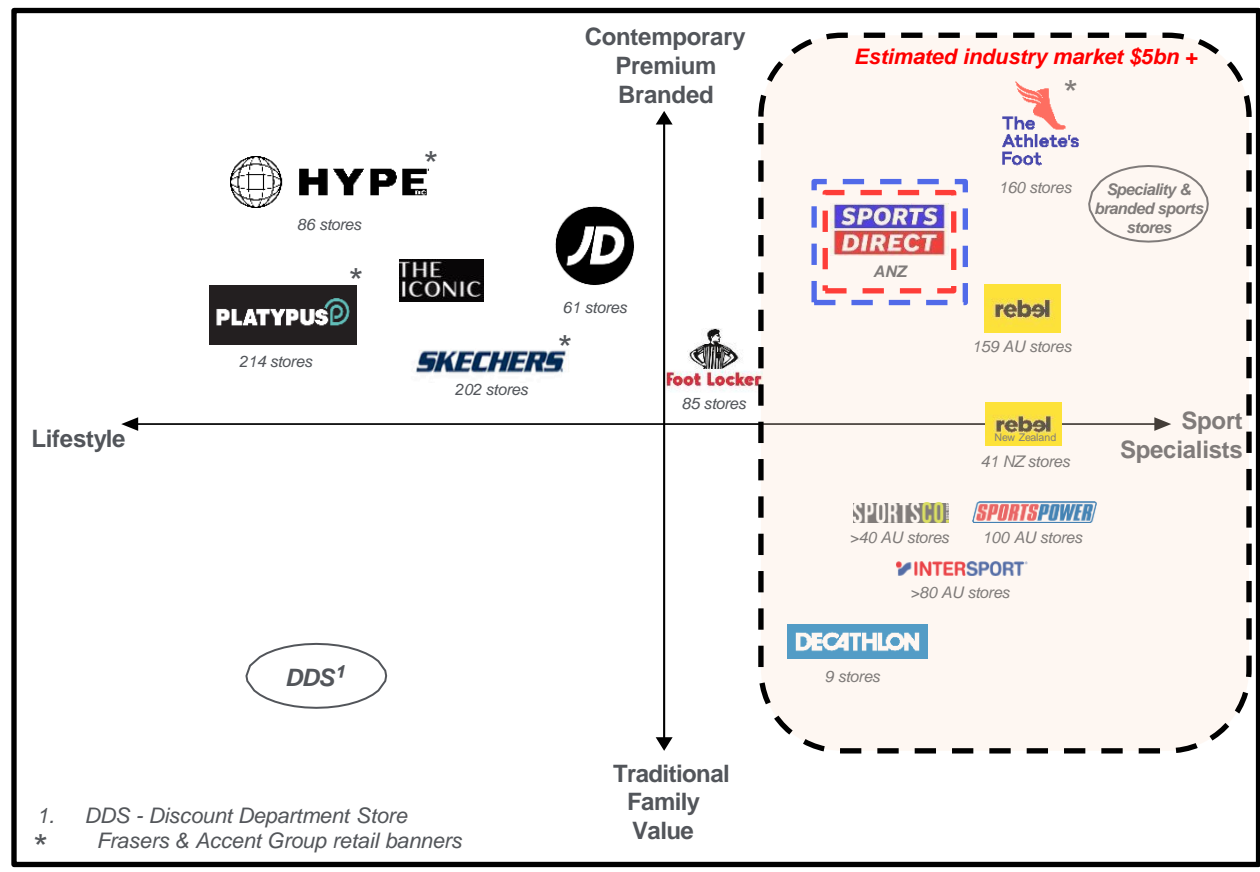 Contemporary
Premium
Branded
Estimated industry market $5bn +
*
The
Athlete's
Foot
160 stores
Speciality &
branded sports
stores
HYPE
*
86 stores
JD
61 stores
SPORTS
DIRECT
ANZ
THE
ICONIC
*
PLATYPUS
214 stores
*
SKECHERS
202 stores
Foot Locker
85 stores
rebel
159 AU stores
Lifestyle
rebel
New Zealand
41 NZ stores
Sport
Specialists
SPORTSCO
>40 AU stores
SPORTSPOWER
100 AU stores
INTERSPORT
>80 AU stores
DECATHLON
9 stores
DDS1
Traditional
Family
Value
1. DDS - Discount Department Store
* Frasers & Accent Group retail banners